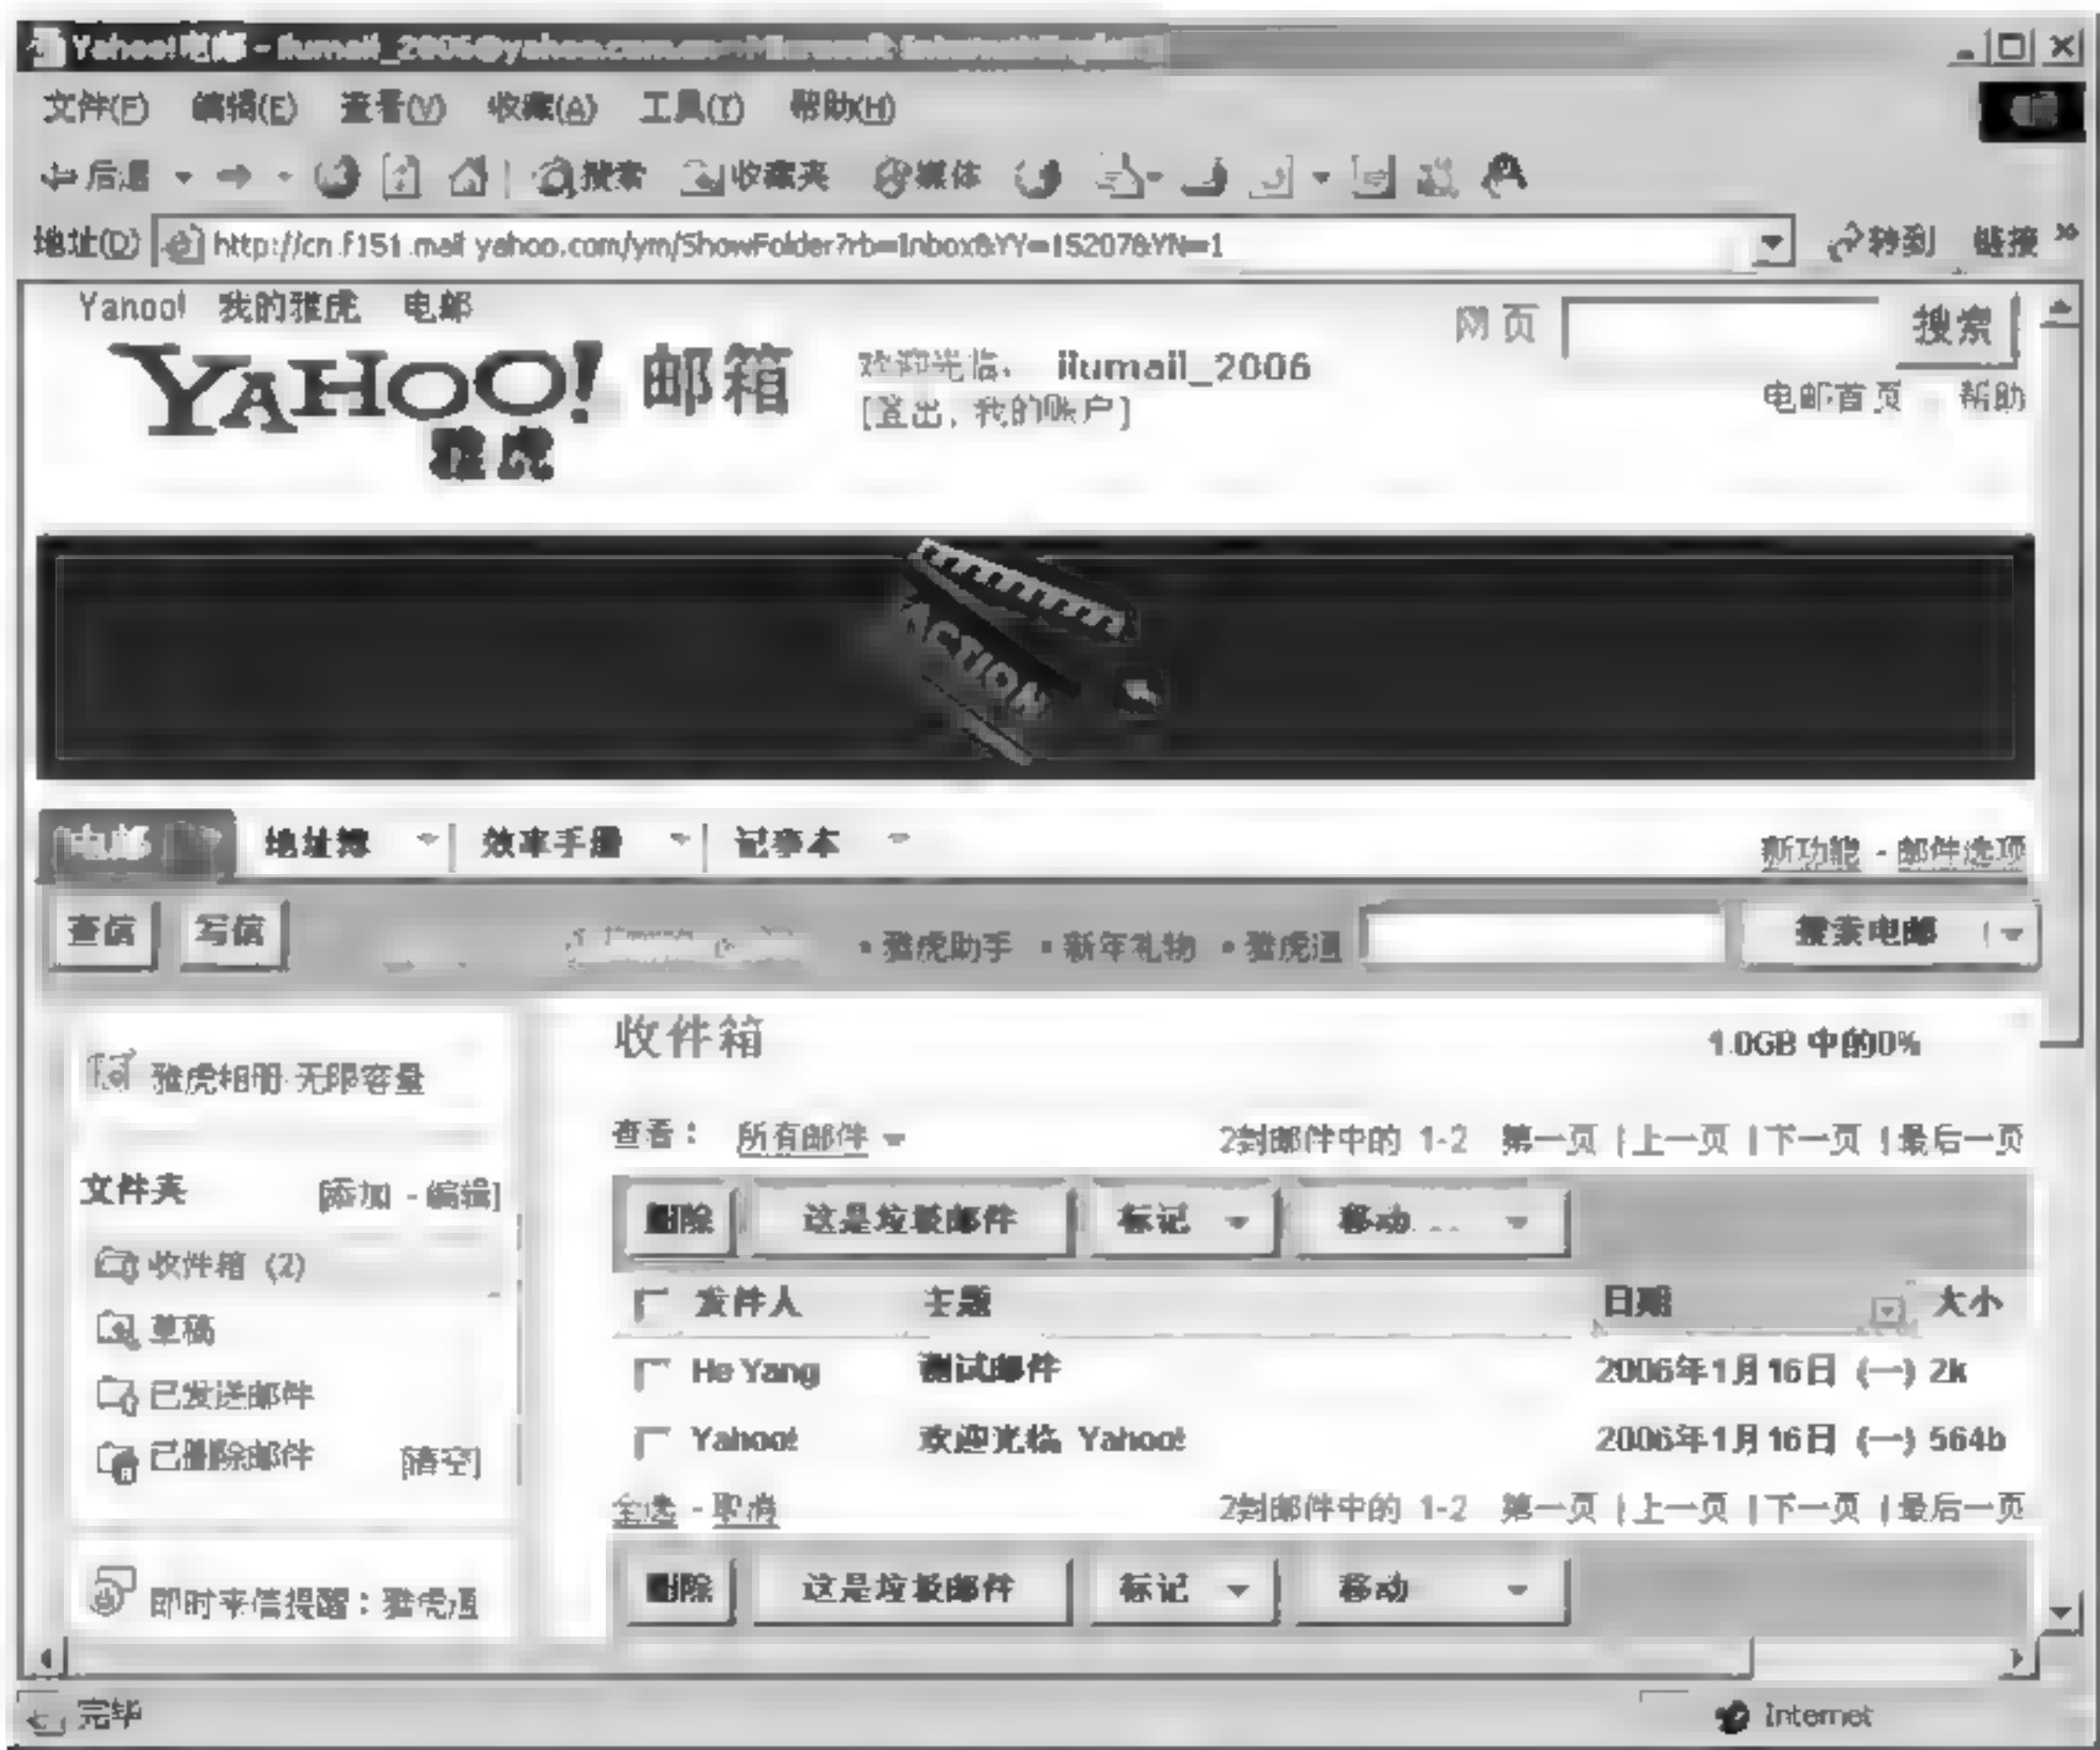 Yahoo!电邮
文件(F) 编辑(E) 查看(V) 收藏(A) 工具(T) 帮助(H)
后退 搜索 收藏夹 媒体
地址(D) http://cn.f151.mail.yahoo.com/ym/ShowFolder?rb=Inbox&YY=15207&YN=1 转到 链接 »
Yahoo! 我的雅虎 电邮
网页 搜索
YAHOO! 邮箱
雅虎
欢迎光临, ilumail_2006
[登出, 我的账户]
电邮首页 - 帮助
ACTION
电邮 地址簿 效率手册 记事本
新功能 - 邮件选项
查信 写信 • 雅虎助手 • 新年礼物 • 雅虎通 搜索电邮
收件箱 1.0GB 中的0%
雅虎相册-无限容量
查看: 所有邮件 2封邮件中的 1-2 第一页 | 上一页 | 下一页 | 最后一页
文件夹 [添加 - 编辑]
删除 这是垃圾邮件 标记 移动...
收件箱 (2)
草稿
已发送邮件
已删除邮件 [清空]
发件人 主题 日期 大小
He Yang 测试邮件 2006年1月16日 (一) 2k
Yahoo! 欢迎光临 Yahoo! 2006年1月16日 (一) 564b
全选 - 取消 2封邮件中的 1-2 第一页 | 上一页 | 下一页 | 最后一页
删除 这是垃圾邮件 标记 移动
即时来信提醒: 雅虎通
完毕 Internet